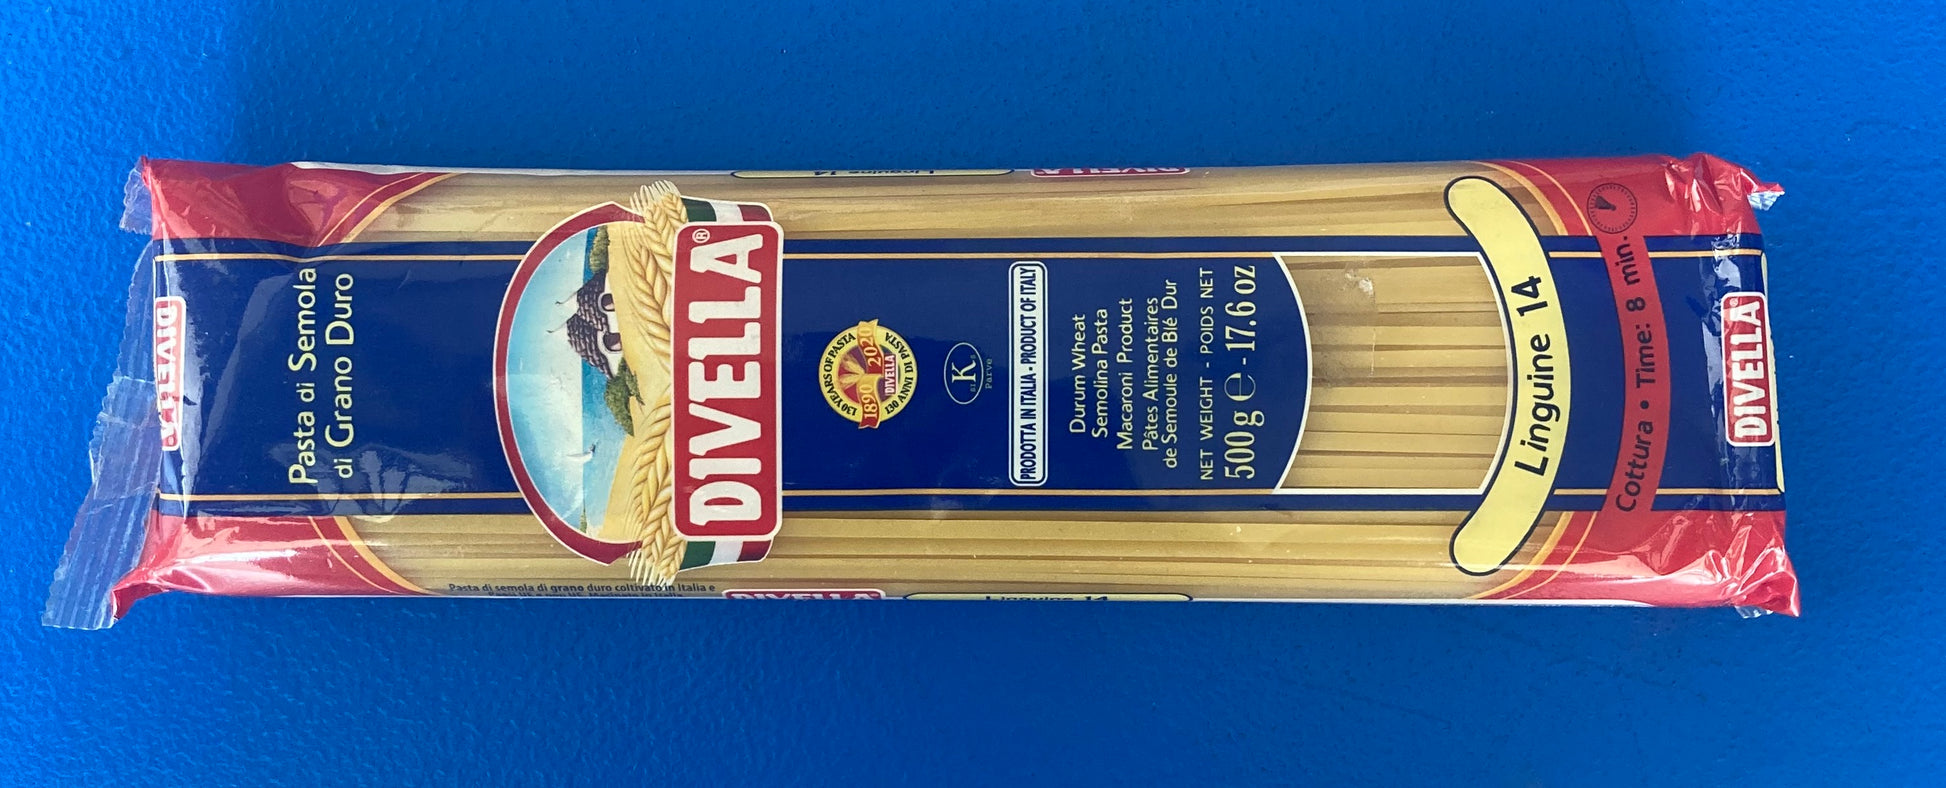 DIVELLA
Pasta di Semola
di Grano Duro
DIVELLA®
130 YEARS OF PASTA
1890 2020
DIVELLA
130 ANNI DI PASTA
K
Parve
PRODOTTA IN ITALIA - PRODUCT OF ITALY
Durum Wheat
Semolina Pasta
Macaroni Product
Pâtes Alimentaires
de Semoule de Blé Dur
NET WEIGHT - POIDS NET
500 g ℮ - 17.6 oz
Linguine 14
Cottura • Time: 8 min.
DIVELLA
Linguine 14
DIVELLA
Pasta di semola di grano duro coltivato in Italia e
DIVELLA
Linguine 14